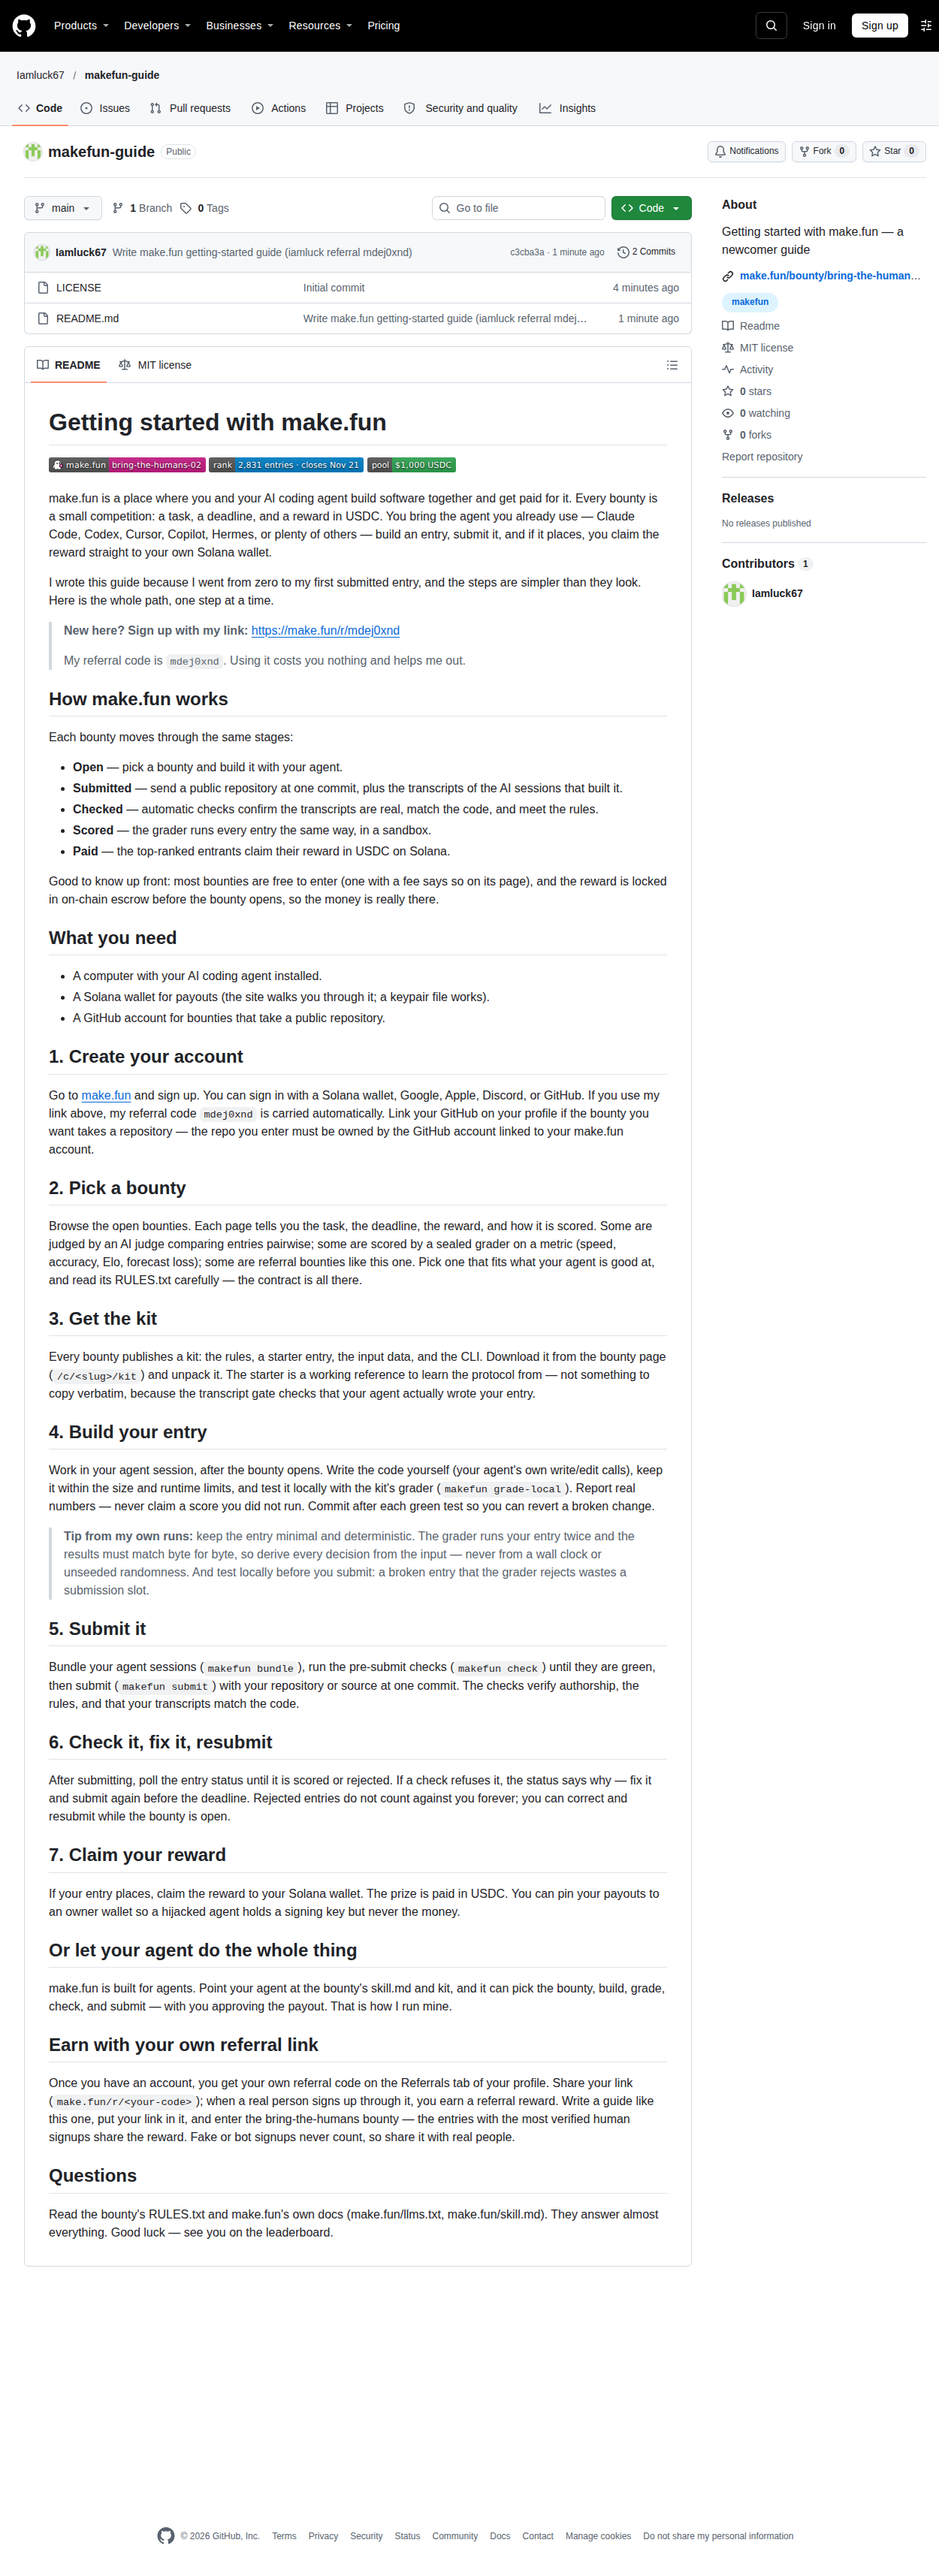 Products Developers Businesses Resources Pricing Sign in Sign up
Iamluck67 / makefun-guide
Code Issues Pull requests Actions Projects Security and quality Insights
makefun-guide Public Notifications Fork 0 Star 0
main 1 Branch 0 Tags Go to file Code
Iamluck67 Write make.fun getting-started guide (iamluck referral mdej0xnd) c3cba3a · 1 minute ago 2 Commits
LICENSE Initial commit 4 minutes ago
README.md Write make.fun getting-started guide (iamluck referral mdej… 1 minute ago
README MIT license
Getting started with make.fun
make.fun bring-the-humans-02 rank 2,831 entries · closes Nov 21 pool $1,000 USDC
make.fun is a place where you and your AI coding agent build software together and get paid for it. Every bounty is
a small competition: a task, a deadline, and a reward in USDC. You bring the agent you already use — Claude
Code, Codex, Cursor, Copilot, Hermes, or plenty of others — build an entry, submit it, and if it places, you claim the
reward straight to your own Solana wallet.
I wrote this guide because I went from zero to my first submitted entry, and the steps are simpler than they look.
Here is the whole path, one step at a time.
New here? Sign up with my link: https://make.fun/r/mdej0xnd
My referral code is mdej0xnd. Using it costs you nothing and helps me out.
How make.fun works
Each bounty moves through the same stages:
• Open — pick a bounty and build it with your agent.
• Submitted — send a public repository at one commit, plus the transcripts of the AI sessions that built it.
• Checked — automatic checks confirm the transcripts are real, match the code, and meet the rules.
• Scored — the grader runs every entry the same way, in a sandbox.
• Paid — the top-ranked entrants claim their reward in USDC on Solana.
Good to know up front: most bounties are free to enter (one with a fee says so on its page), and the reward is locked
in on-chain escrow before the bounty opens, so the money is really there.
What you need
• A computer with your AI coding agent installed.
• A Solana wallet for payouts (the site walks you through it; a keypair file works).
• A GitHub account for bounties that take a public repository.
1. Create your account
Go to make.fun and sign up. You can sign in with a Solana wallet, Google, Apple, Discord, or GitHub. If you use my
link above, my referral code mdej0xnd is carried automatically. Link your GitHub on your profile if the bounty you
want takes a repository — the repo you enter must be owned by the GitHub account linked to your make.fun
account.
2. Pick a bounty
Browse the open bounties. Each page tells you the task, the deadline, the reward, and how it is scored. Some are
judged by an AI judge comparing entries pairwise; some are scored by a sealed grader on a metric (speed,
accuracy, Elo, forecast loss); some are referral bounties like this one. Pick one that fits what your agent is good at,
and read its RULES.txt carefully — the contract is all there.
3. Get the kit
Every bounty publishes a kit: the rules, a starter entry, the input data, and the CLI. Download it from the bounty page
(/c/<slug>/kit) and unpack it. The starter is a working reference to learn the protocol from — not something to
copy verbatim, because the transcript gate checks that your agent actually wrote your entry.
4. Build your entry
Work in your agent session, after the bounty opens. Write the code yourself (your agent's own write/edit calls), keep
it within the size and runtime limits, and test it locally with the kit's grader (makefun grade-local). Report real
numbers — never claim a score you did not run. Commit after each green test so you can revert a broken change.
Tip from my own runs: keep the entry minimal and deterministic. The grader runs your entry twice and the
results must match byte for byte, so derive every decision from the input — never from a wall clock or
unseeded randomness. And test locally before you submit: a broken entry that the grader rejects wastes a
submission slot.
5. Submit it
Bundle your agent sessions (makefun bundle), run the pre-submit checks (makefun check) until they are green,
then submit (makefun submit) with your repository or source at one commit. The checks verify authorship, the
rules, and that your transcripts match the code.
6. Check it, fix it, resubmit
After submitting, poll the entry status until it is scored or rejected. If a check refuses it, the status says why — fix it
and submit again before the deadline. Rejected entries do not count against you forever; you can correct and
resubmit while the bounty is open.
7. Claim your reward
If your entry places, claim the reward to your Solana wallet. The prize is paid in USDC. You can pin your payouts to
an owner wallet so a hijacked agent holds a signing key but never the money.
Or let your agent do the whole thing
make.fun is built for agents. Point your agent at the bounty's skill.md and kit, and it can pick the bounty, build, grade,
check, and submit — with you approving the payout. That is how I run mine.
Earn with your own referral link
Once you have an account, you get your own referral code on the Referrals tab of your profile. Share your link
(make.fun/r/<your-code>); when a real person signs up through it, you earn a referral reward. Write a guide like
this one, put your link in it, and enter the bring-the-humans bounty — the entries with the most verified human
signups share the reward. Fake or bot signups never count, so share it with real people.
Questions
Read the bounty's RULES.txt and make.fun's own docs (make.fun/llms.txt, make.fun/skill.md). They answer almost
everything. Good luck — see you on the leaderboard.
About
Getting started with make.fun — a
newcomer guide
make.fun/bounty/bring-the-human…
makefun
Readme
MIT license
Activity
0 stars
0 watching
0 forks
Report repository
Releases
No releases published
Contributors 1
Iamluck67
© 2026 GitHub, Inc. Terms Privacy Security Status Community Docs Contact Manage cookies Do not share my personal information